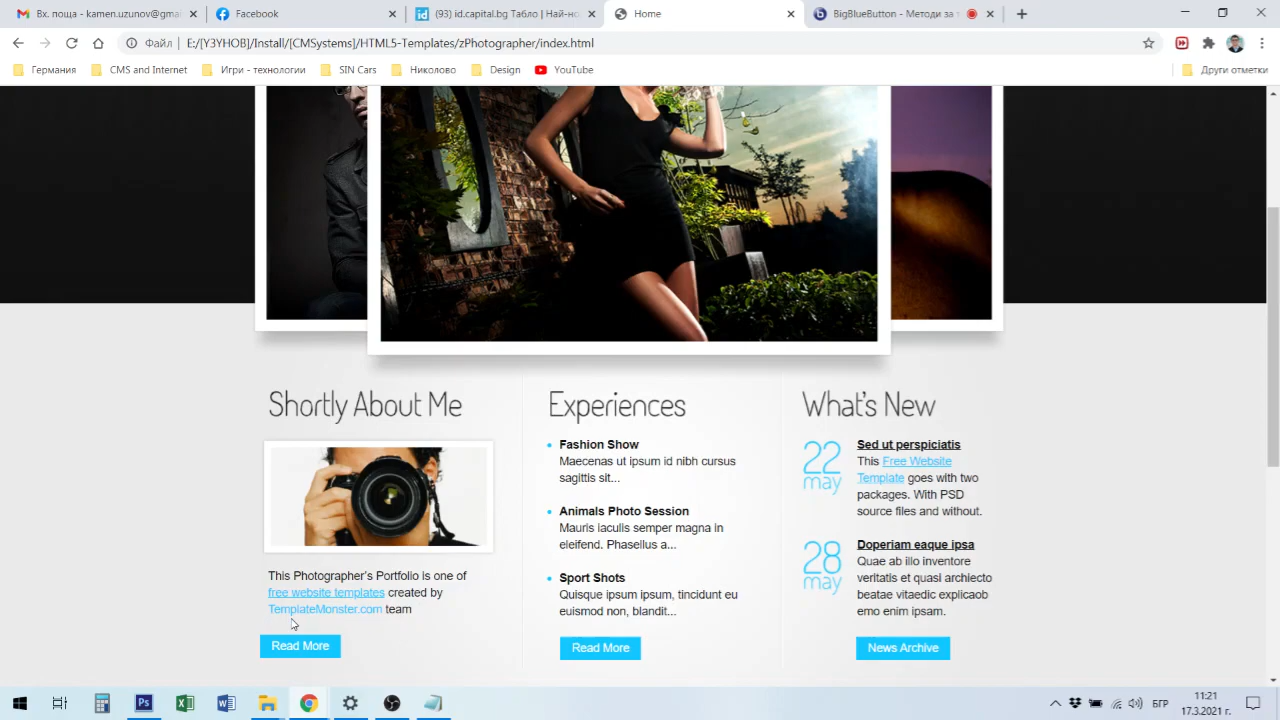 Вх. поща - kamen.uzunov@gmai
Facebook
(93) id.capital.bg Табло | Най-но
Home
BigBlueButton - Методи за т
Файл
E:/[Y3YHOB]/Install/[CMSystems]/HTML5-Templates/zPhotographer/index.html
Германия
CMS and Internet
Игри - технологии
SIN Cars
Николово
Design
YouTube
Други отметки
Shortly About Me
This Photographer's Portfolio is one of
free website templates created by
TemplateMonster.com team
Read More
Experiences
Fashion Show
Maecenas ut ipsum id nibh cursus
sagittis sit...
Animals Photo Session
Mauris iaculis semper magna in
eleifend. Phasellus a...
Sport Shots
Quisque ipsum ipsum, tincidunt eu
euismod non, blandit...
Read More
What's New
22
may
Sed ut perspiciatis
This Free Website
Template goes with two
packages. With PSD
source files and without.
28
may
Doperiam eaque ipsa
Quae ab illo inventore
veritatis et quasi archiecto
beatae vitaedic explicaob
emo enim ipsam.
News Archive
Ps
БГР
11:21
17.3.2021 г.